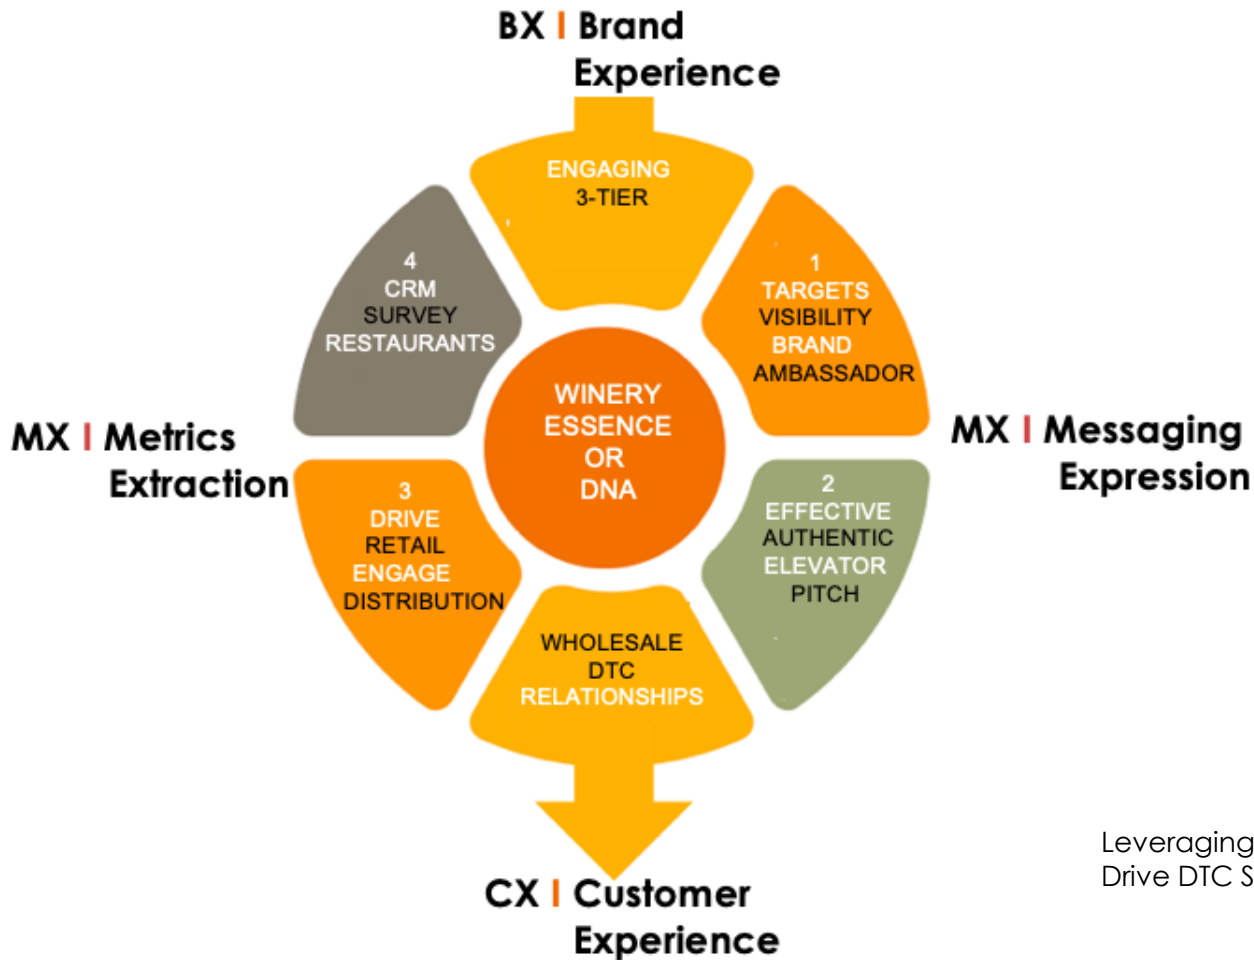 BX I Brand
Experience
ENGAGING
3-TIER
1
TARGETS
VISIBILITY
BRAND
AMBASSADOR
4
CRM
SURVEY
RESTAURANTS
WINERY
ESSENCE
OR
DNA
MX I Metrics
Extraction
MX I Messaging
Expression
2
EFFECTIVE
AUTHENTIC
ELEVATOR
PITCH
3
DRIVE
RETAIL
ENGAGE
DISTRIBUTION
WHOLESALE
DTC
RELATIONSHIPS
CX I Customer
Experience
Leveraging
Drive DTC S